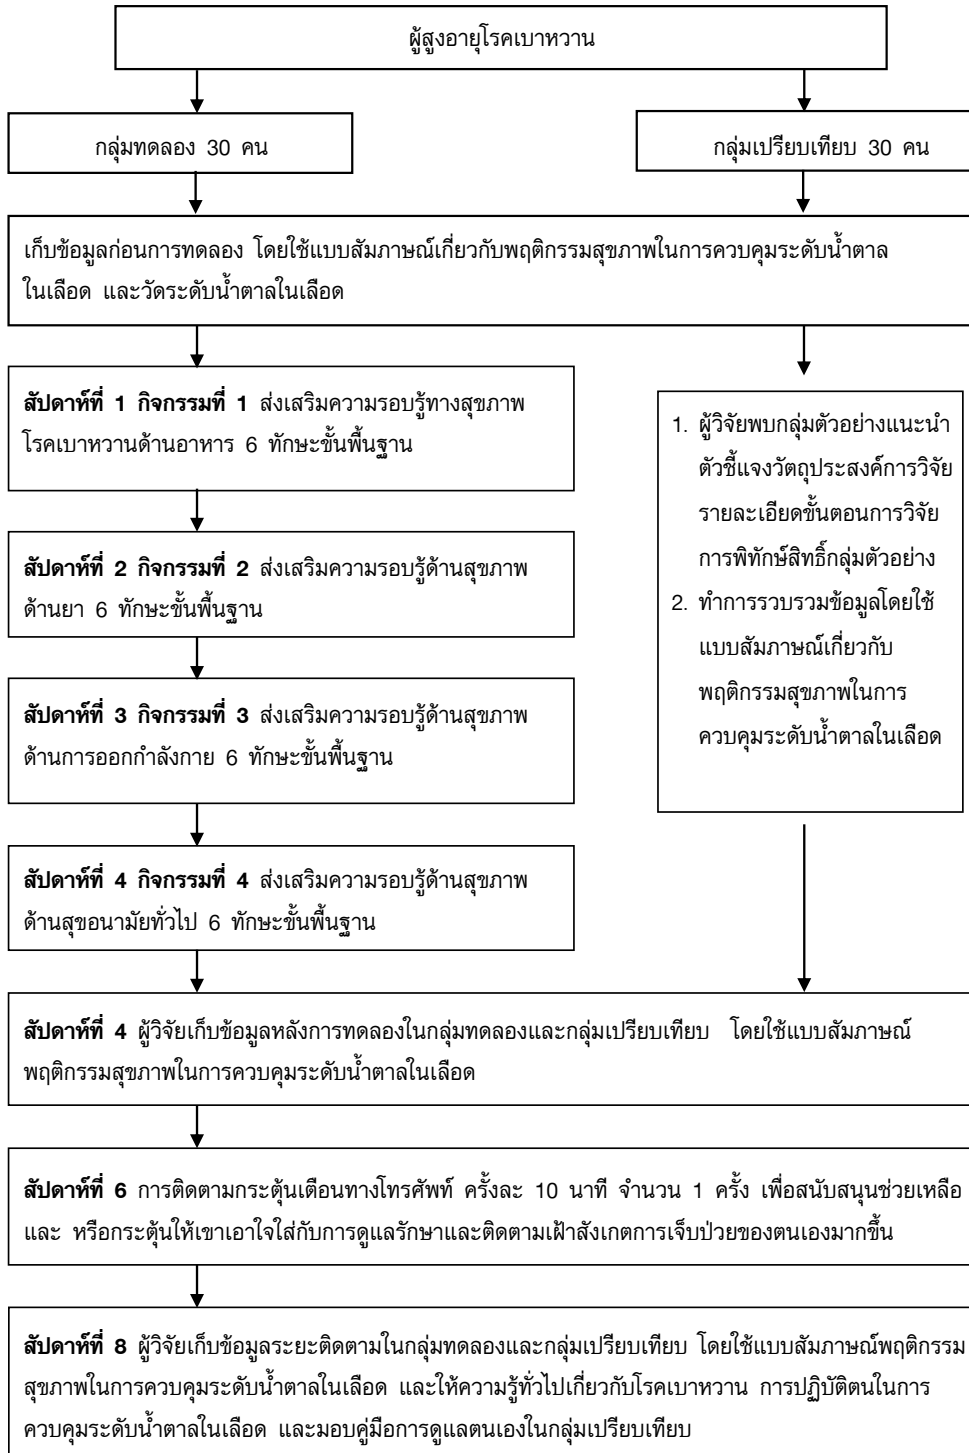 ผู้สูงอายุโรคเบาหวาน
กลุ่มทดลอง 30 คน
กลุ่มเปรียบเทียบ 30 คน
เก็บข้อมูลก่อนการทดลอง โดยใช้แบบสัมภาษณ์เกี่ยวกับพฤติกรรมสุขภาพในการควบคุมระดับน้ำตาล
ในเลือด และวัดระดับน้ำตาลในเลือด
สัปดาห์ที่ 1 กิจกรรมที่ 1 ส่งเสริมความรอบรู้ทางสุขภาพ
โรคเบาหวานด้านอาหาร 6 ทักษะขั้นพื้นฐาน
สัปดาห์ที่ 2 กิจกรรมที่ 2 ส่งเสริมความรอบรู้ด้านสุขภาพ
ด้านยา 6 ทักษะขั้นพื้นฐาน
สัปดาห์ที่ 3 กิจกรรมที่ 3 ส่งเสริมความรอบรู้ด้านสุขภาพ
ด้านการออกกำลังกาย 6 ทักษะขั้นพื้นฐาน
สัปดาห์ที่ 4 กิจกรรมที่ 4 ส่งเสริมความรอบรู้ด้านสุขภาพ
ด้านสุขอนามัยทั่วไป 6 ทักษะขั้นพื้นฐาน
1. ผู้วิจัยพบกลุ่มตัวอย่างแนะนำ
ตัวชี้แจงวัตถุประสงค์การวิจัย
รายละเอียดขั้นตอนการวิจัย
การพิทักษ์สิทธิ์กลุ่มตัวอย่าง
2. ทำการรวบรวมข้อมูลโดยใช้
แบบสัมภาษณ์เกี่ยวกับ
พฤติกรรมสุขภาพในการ
ควบคุมระดับน้ำตาลในเลือด
สัปดาห์ที่ 4 ผู้วิจัยเก็บข้อมูลหลังการทดลองในกลุ่มทดลองและกลุ่มเปรียบเทียบ โดยใช้แบบสัมภาษณ์
พฤติกรรมสุขภาพในการควบคุมระดับน้ำตาลในเลือด
สัปดาห์ที่ 6 การติดตามกระตุ้นเตือนทางโทรศัพท์ ครั้งละ 10 นาที จำนวน 1 ครั้ง เพื่อสนับสนุนช่วยเหลือ
และ หรือกระตุ้นให้เขาเอาใจใส่กับการดูแลรักษาและติดตามเฝ้าสังเกตการเจ็บป่วยของตนเองมากขึ้น
สัปดาห์ที่ 8 ผู้วิจัยเก็บข้อมูลระยะติดตามในกลุ่มทดลองและกลุ่มเปรียบเทียบ โดยใช้แบบสัมภาษณ์พฤติกรรม
สุขภาพในการควบคุมระดับน้ำตาลในเลือด และให้ความรู้ทั่วไปเกี่ยวกับโรคเบาหวาน การปฏิบัติตนในการ
ควบคุมระดับน้ำตาลในเลือด และมอบคู่มือการดูแลตนเองในกลุ่มเปรียบเทียบ